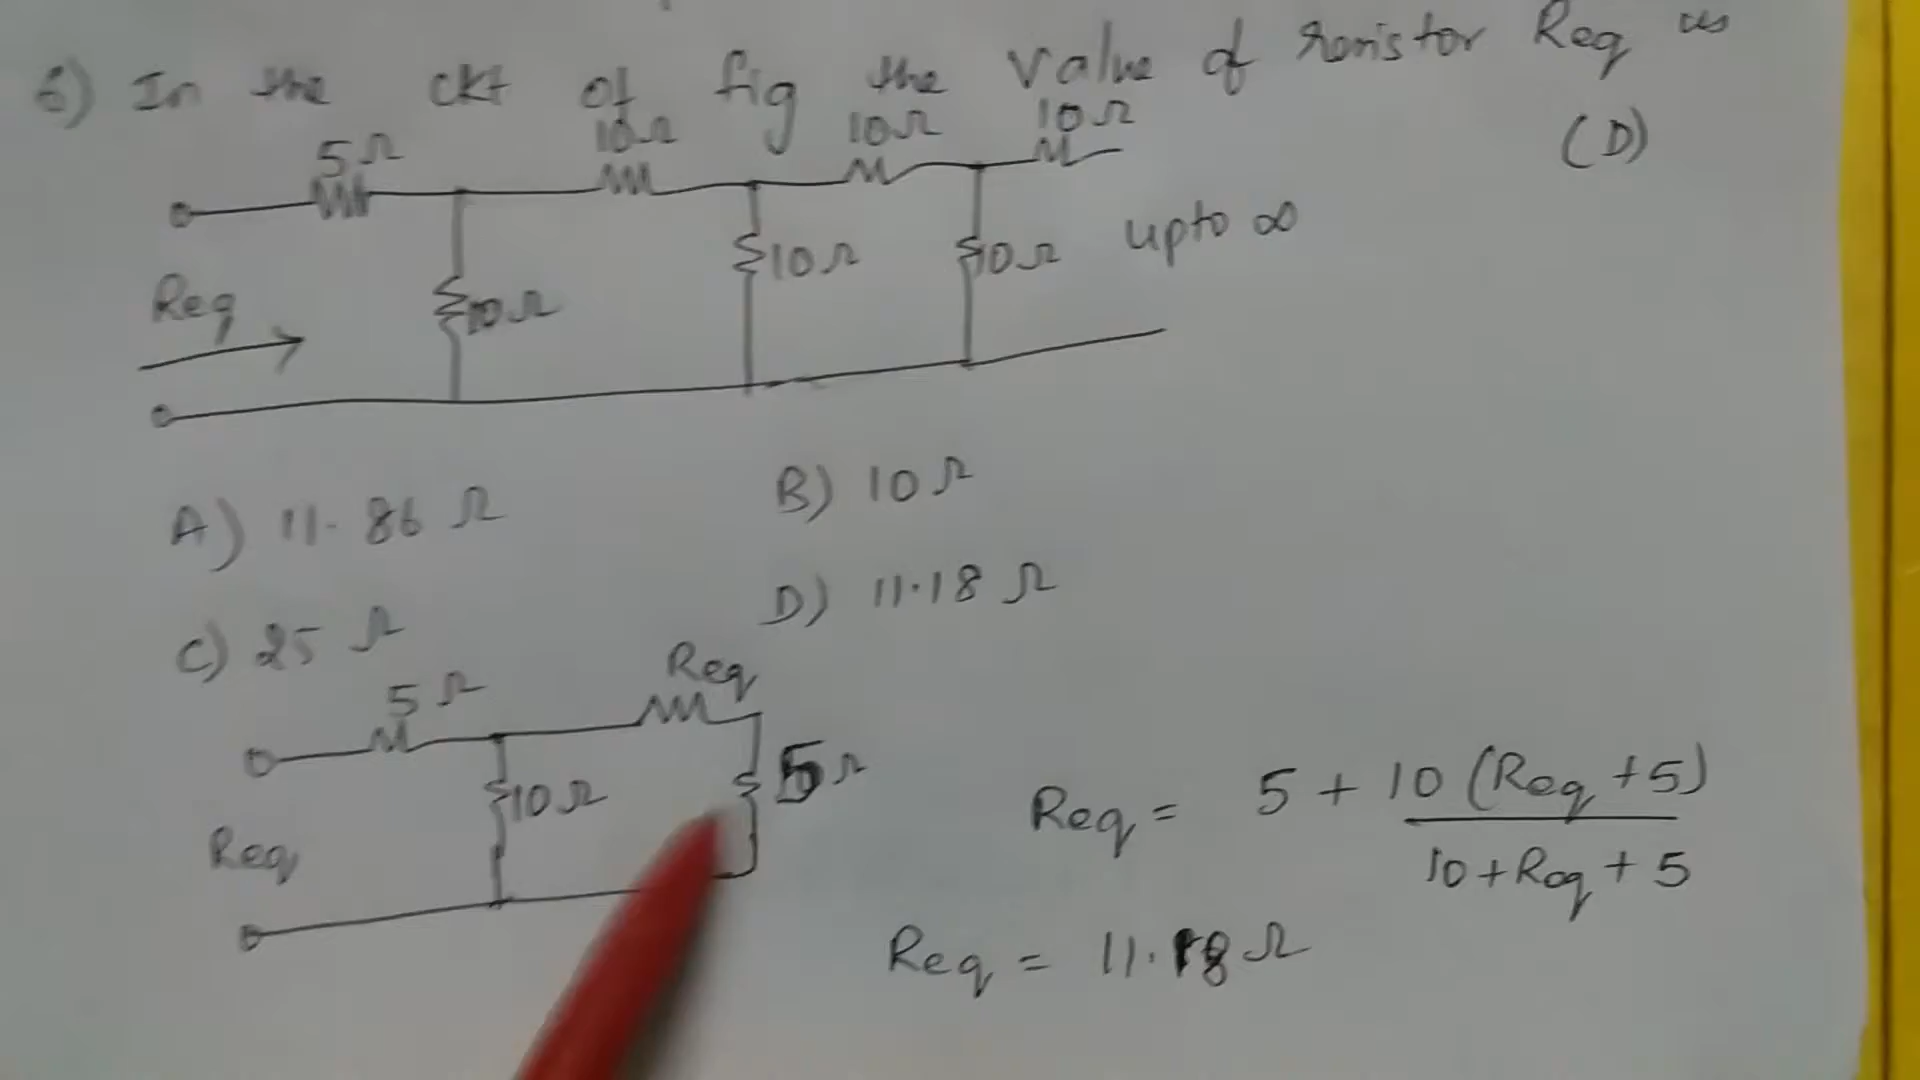 6) In the ckt of fig the value of resistor Req is
(D)
5Ω 10Ω 10Ω 10Ω
Req 10Ω 10Ω 10Ω upto ∞
A) 11.86 Ω B) 10 Ω
C) 25 Ω D) 11.18 Ω
5 Ω Req
Req 10Ω 5Ω
Req = 5 + 10 (Req + 5)
10 + Req + 5
Req = 11.18 Ω